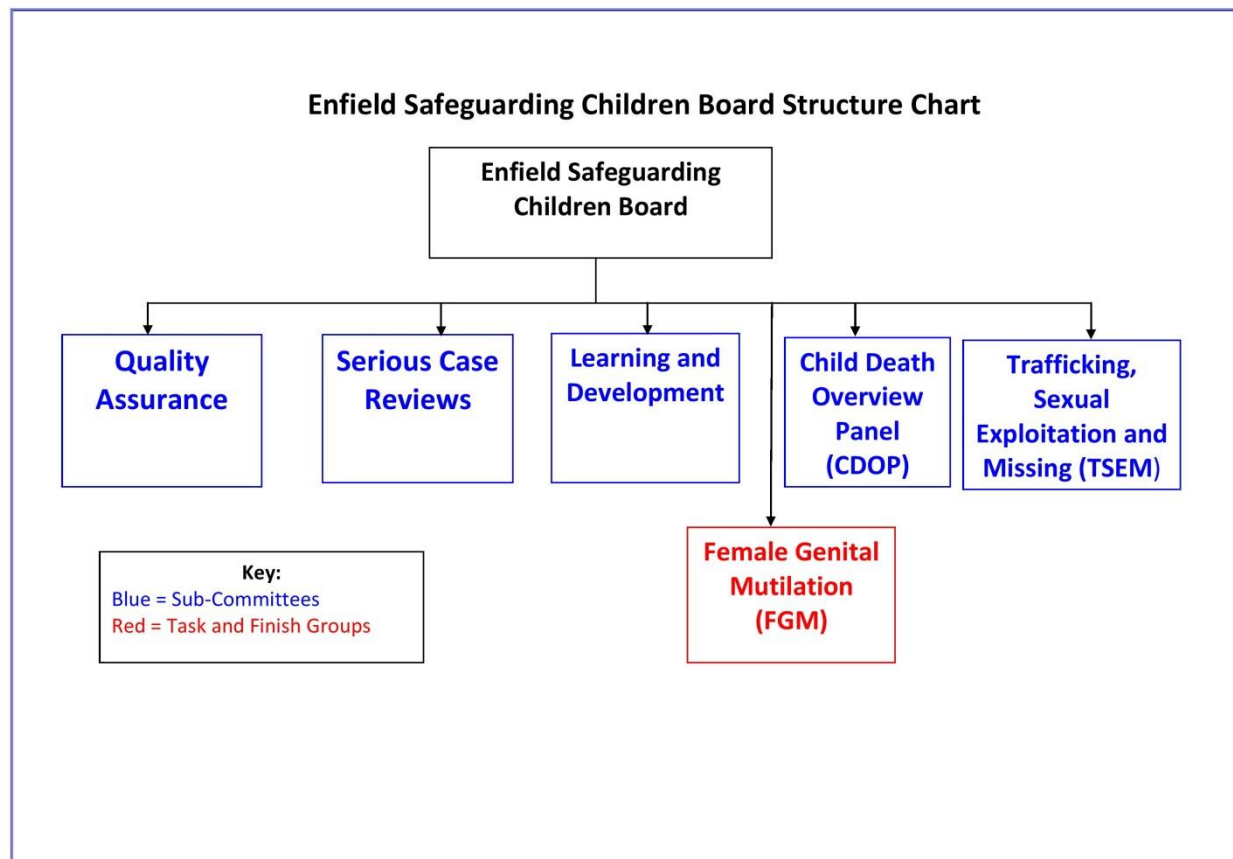 Enfield Safeguarding Children Board Structure Chart
Enfield Safeguarding
Children Board
Quality
Assurance
Serious Case
Reviews
Learning and
Development
Child Death
Overview
Panel
(CDOP)
Trafficking,
Sexual
Exploitation and
Missing (TSEM)
Female Genital
Mutilation
(FGM)
Key:
Blue = Sub-Committees
Red = Task and Finish Groups